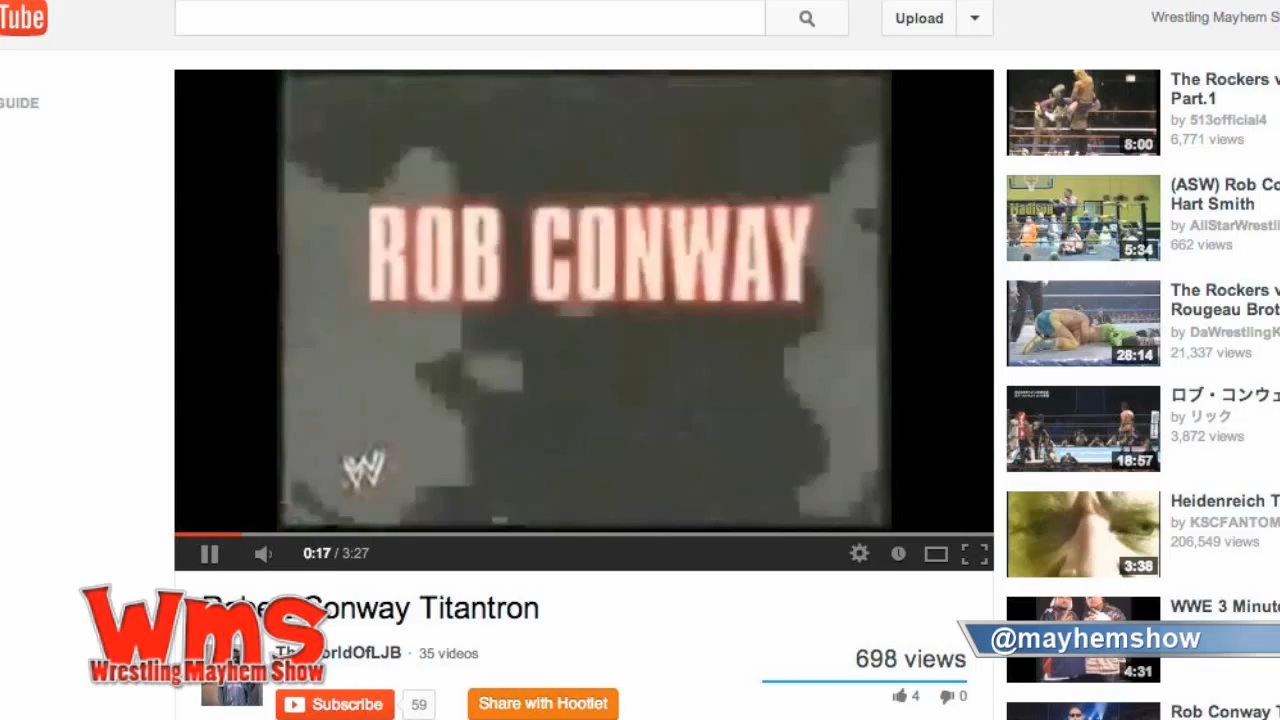 Tube
Upload
Wrestling Mayhem S
GUIDE
ROB CONWAY
W
0:17 / 3:27
Conway Titantron
orldOfLJB · 35 videos
698 views
4
0
Subscribe
59
Share with Hootlet
WmS
Wrestling Mayhem Show
8:00
The Rockers v
Part.1
by 513official4
6,771 views
5:34
(ASW) Rob Co
Hart Smith
by AllStarWrestli
662 views
28:14
The Rockers v
Rougeau Brot
by DaWrestlingK
21,337 views
18:57
ロブ・コンウェ
by リック
3,872 views
3:38
Heidenreich T
by KSCFANTOM
206,549 views
4:31
WWE 3 Minute
@mayhemshow
Rob Conway T